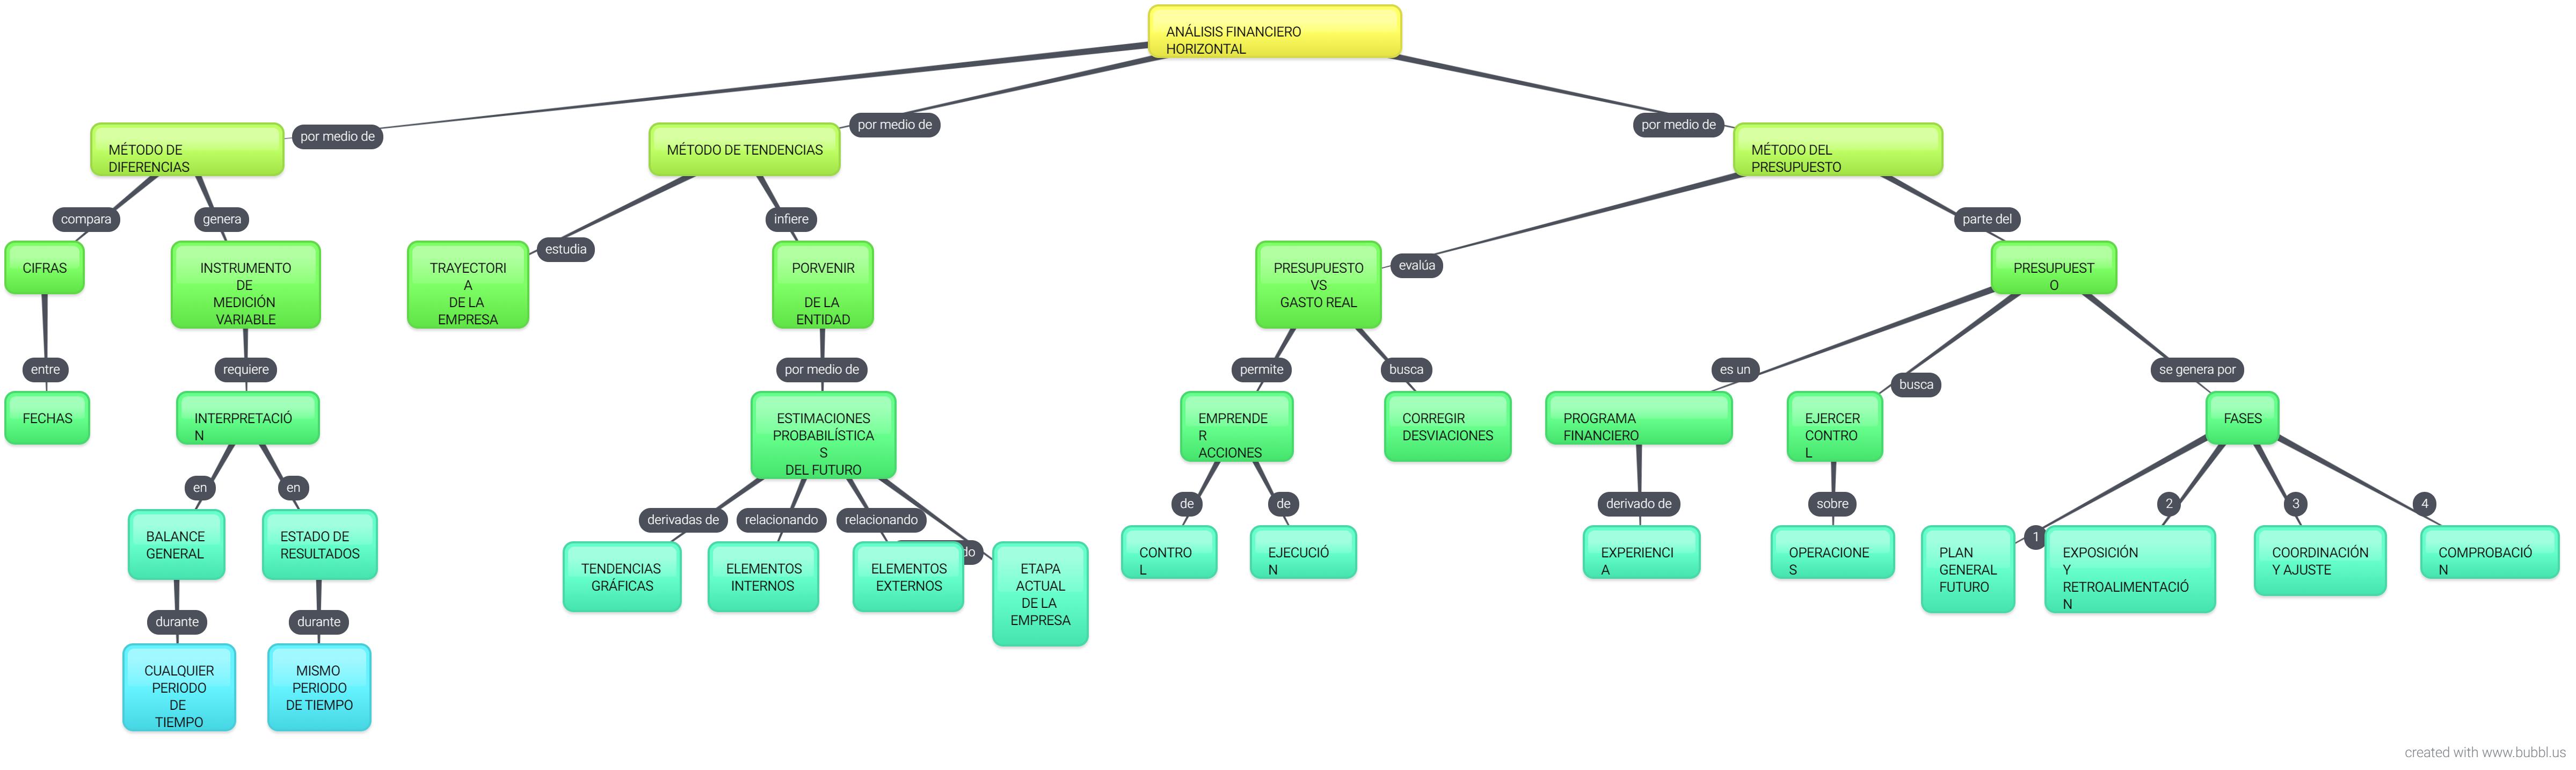 ANÁLISIS FINANCIERO
HORIZONTAL
por medio de
por medio de
por medio de
MÉTODO DE
DIFERENCIAS
MÉTODO DE TENDENCIAS
MÉTODO DEL
PRESUPUESTO
compara
genera
estudia
infiere
evalúa
parte del
CIFRAS
INSTRUMENTO
DE
MEDICIÓN
VARIABLE
TRAYECTORI
A
DE LA
EMPRESA
PORVENIR
DE LA
ENTIDAD
PRESUPUESTO
VS
GASTO REAL
PRESUPUEST
O
entre
requiere
por medio de
permite
busca
es un
busca
se genera por
FECHAS
INTERPRETACIÓ
N
ESTIMACIONES
PROBABILÍSTICA
S
DEL FUTURO
EMPRENDE
R
ACCIONES
CORREGIR
DESVIACIONES
PROGRAMA
FINANCIERO
EJERCER
CONTRO
L
FASES
en
en
derivadas de
relacionando
relacionando
do
de
de
derivado de
sobre
1
2
3
4
BALANCE
GENERAL
ESTADO DE
RESULTADOS
TENDENCIAS
GRÁFICAS
ELEMENTOS
INTERNOS
ELEMENTOS
EXTERNOS
ETAPA
ACTUAL
DE LA
EMPRESA
CONTRO
L
EJECUCIÓ
N
EXPERIENCI
A
OPERACIONE
S
PLAN
GENERAL
FUTURO
EXPOSICIÓN
Y
RETROALIMENTACIÓ
N
COORDINACIÓN
Y AJUSTE
COMPROBACIÓ
N
durante
durante
CUALQUIER
PERIODO
DE
TIEMPO
MISMO
PERIODO
DE TIEMPO
created with www.bubbl.us